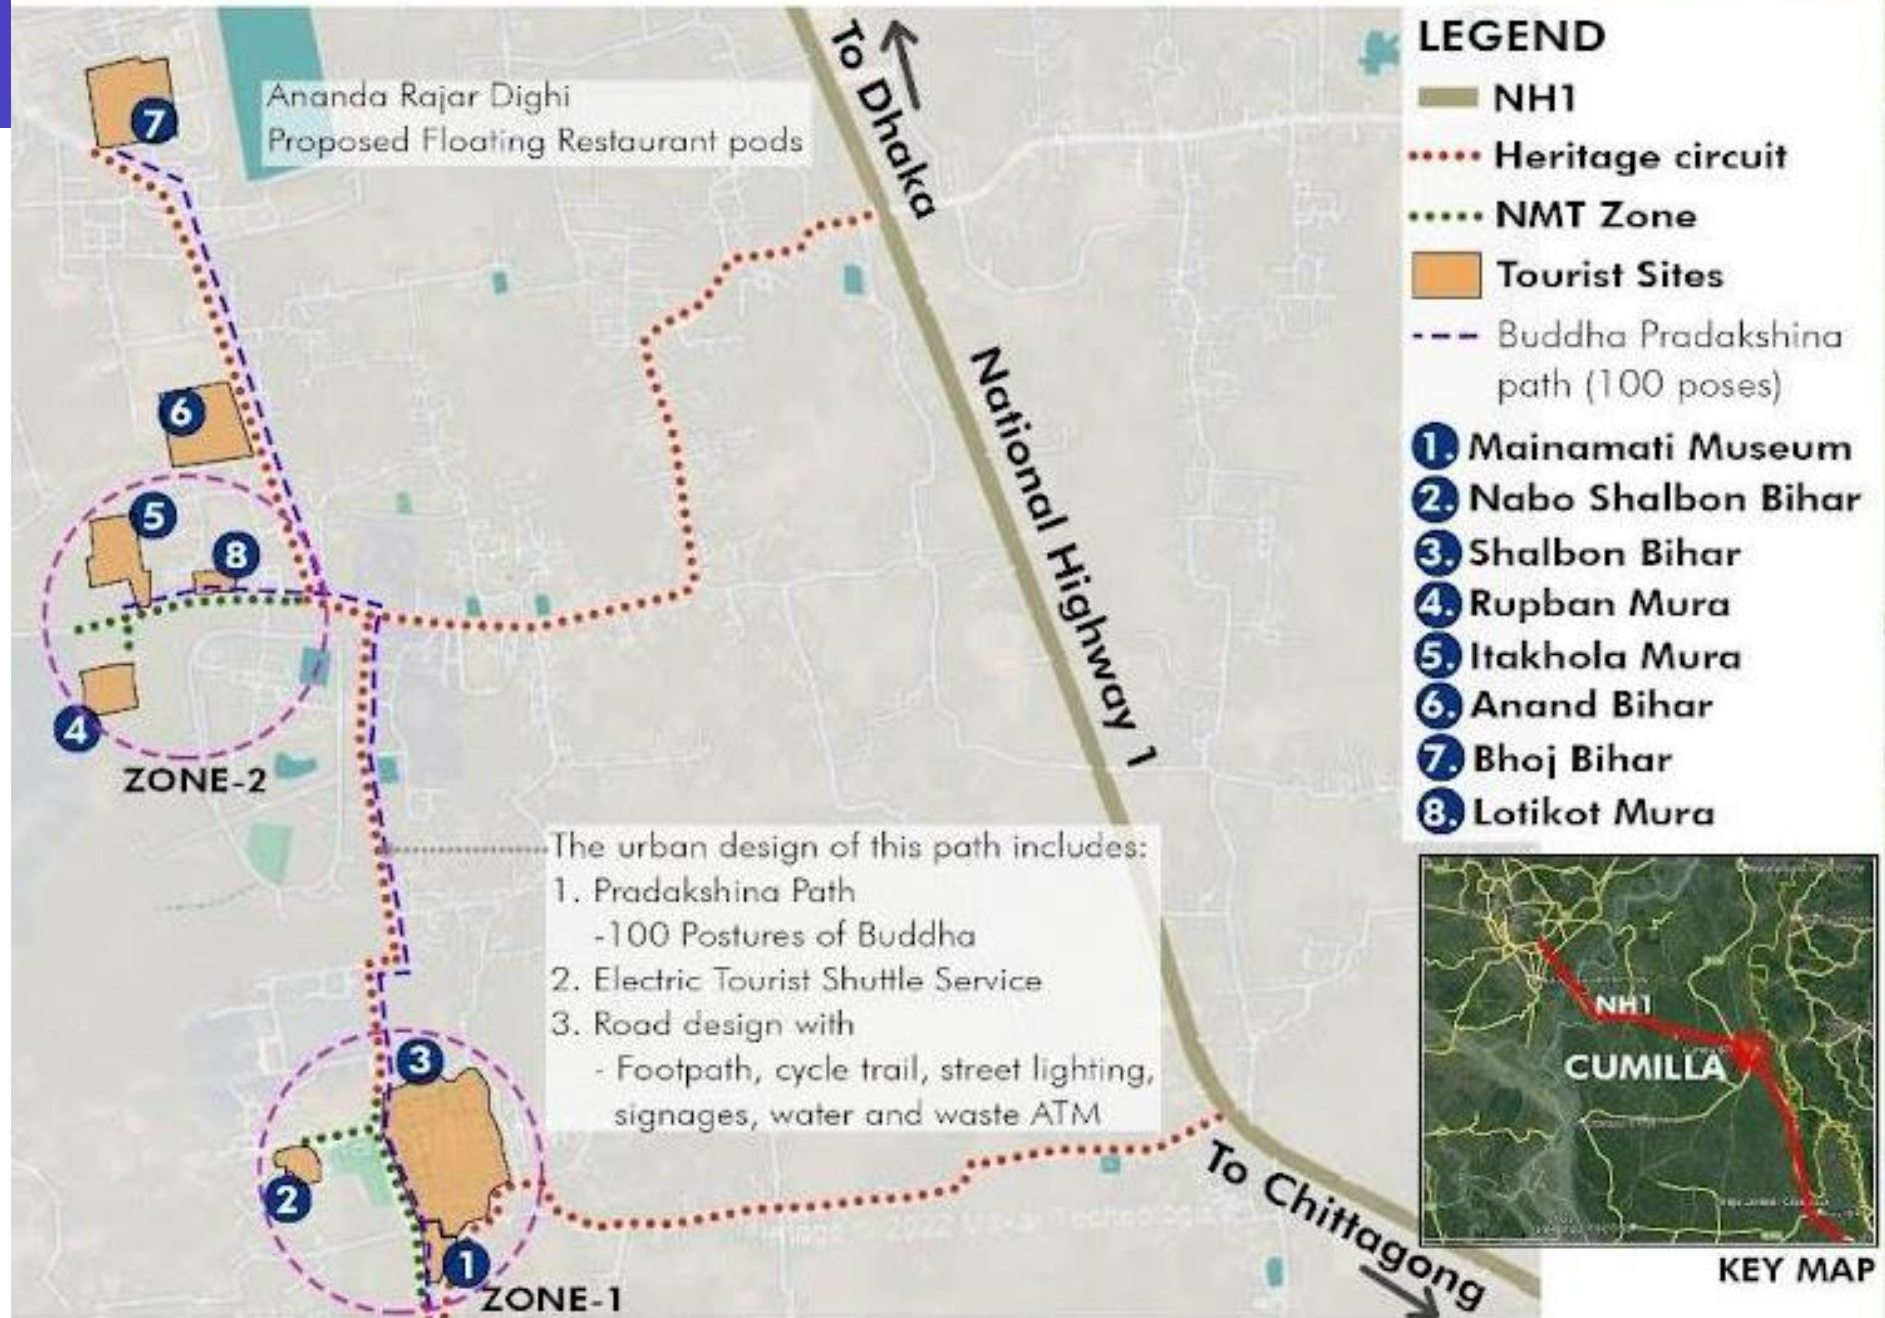 Ananda Rajar Dighi
Proposed Floating Restaurant pods
To Dhaka
National Highway 1
To Chittagong
7
6
5
8
4
ZONE-2
The urban design of this path includes:
1. Pradakshina Path
-100 Postures of Buddha
2. Electric Tourist Shuttle Service
3. Road design with
- Footpath, cycle trail, street lighting,
signages, water and waste ATM
3
2
1
ZONE-1
LEGEND
NH1
Heritage circuit
NMT Zone
Tourist Sites
Buddha Pradakshina
path (100 poses)
1. Mainamati Museum
2. Nabo Shalbon Bihar
3. Shalbon Bihar
4. Rupban Mura
5. Itakhola Mura
6. Anand Bihar
7. Bhoj Bihar
8. Lotikot Mura
NH1
CUMILLA
KEY MAP